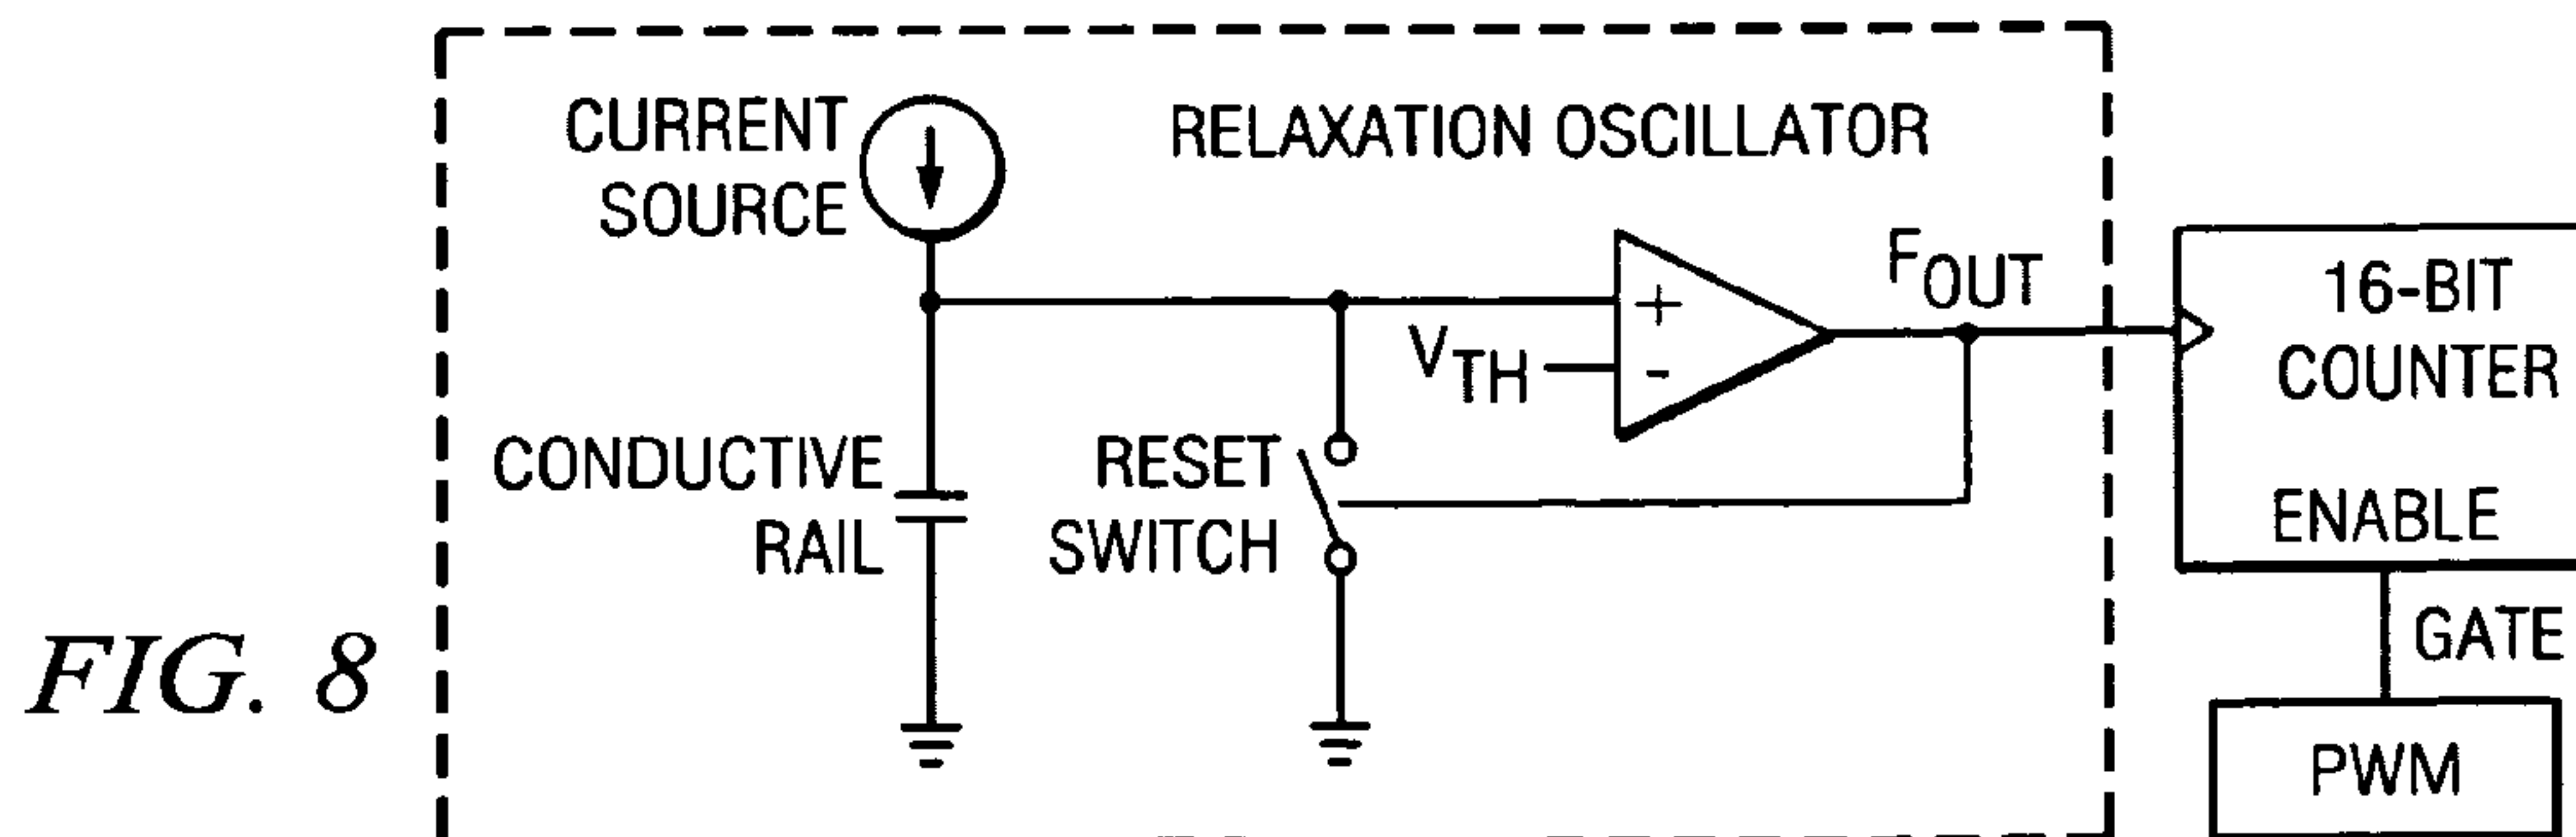 CURRENT
SOURCE
RELAXATION OSCILLATOR
FOUT
+
VTH
-
16-BIT
COUNTER
CONDUCTIVE
RAIL
RESET
SWITCH
ENABLE
GATE
PWM
FIG. 8